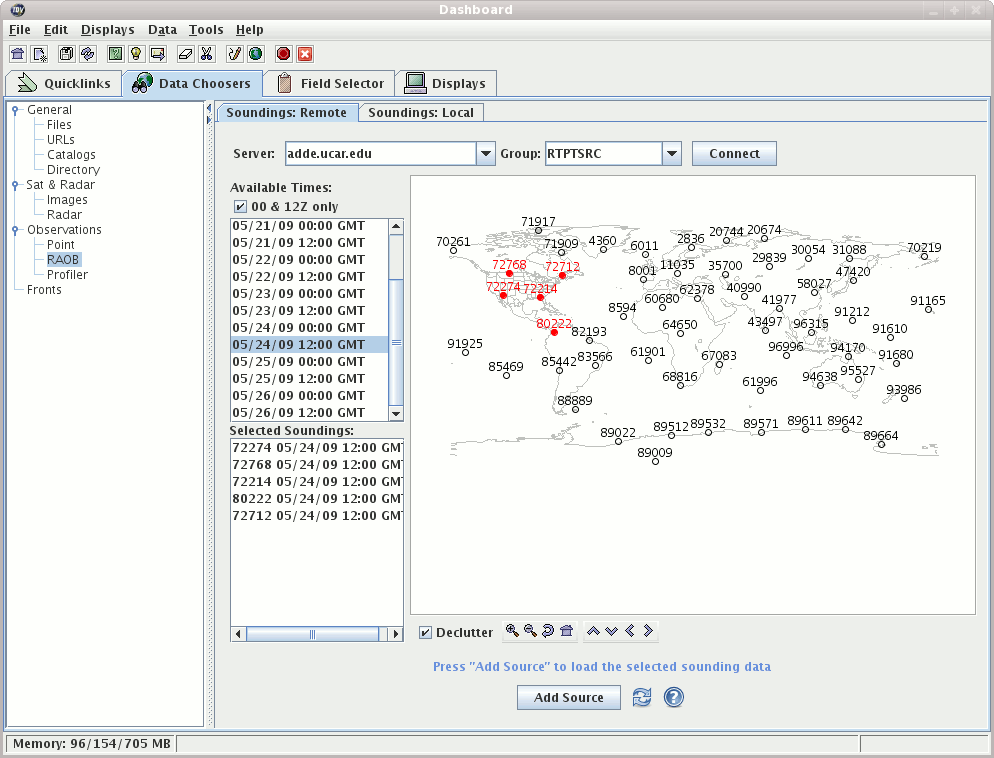 IDV
Dashboard
File Edit Displays Data Tools Help
Quicklinks Data Choosers Field Selector Displays
General
Files
URLs
Catalogs
Directory
Sat & Radar
Images
Radar
Observations
Point
RAOB
Profiler
Fronts
Soundings: Remote Soundings: Local
Server: adde.ucar.edu Group: RTPTSRC Connect
Available Times:
00 & 12Z only
05/21/09 00:00 GMT
05/21/09 12:00 GMT
05/22/09 00:00 GMT
05/22/09 12:00 GMT
05/23/09 00:00 GMT
05/23/09 12:00 GMT
05/24/09 00:00 GMT
05/24/09 12:00 GMT
05/25/09 00:00 GMT
05/25/09 12:00 GMT
05/26/09 00:00 GMT
05/26/09 12:00 GMT
Selected Soundings:
72274 05/24/09 12:00 GMT
72768 05/24/09 12:00 GMT
72214 05/24/09 12:00 GMT
80222 05/24/09 12:00 GMT
72712 05/24/09 12:00 GMT
71917
70261 71909 4360 6011 2836 20744 20674
30054 31088 70219
72768 72712 8001 11035 35700 29839 47420
72274 72214 60680 62378 40990 58027
8594 41977 91165
80222 82193 64650 43497 96315 91212 91610
91925 85469 85442 83566 61901 67083 96996 94170 91680
68816 61996 94638 95527 93986
88889
89022 89512 89532 89571 89611 89642 89664
89009
Declutter
Press "Add Source" to load the selected sounding data
Add Source
Memory: 96/154/705 MB